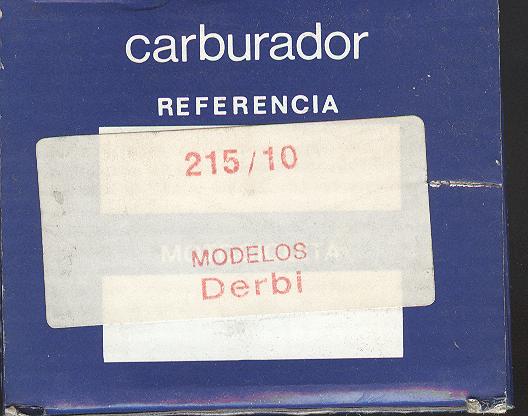 carburador
REFERENCIA
215/10
MODELOS
Derbi